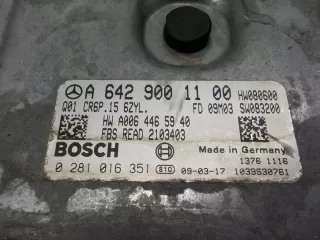 A 642 900 11 00 HW080600
Q01 CR6P.15 6ZYL. FD 09M03 SW083200
HW A006 446 59 40
FBS READ 2103403
BOSCH Made in Germany
1376 1116
0 281 016 351 810 09-03-17 1039S30761